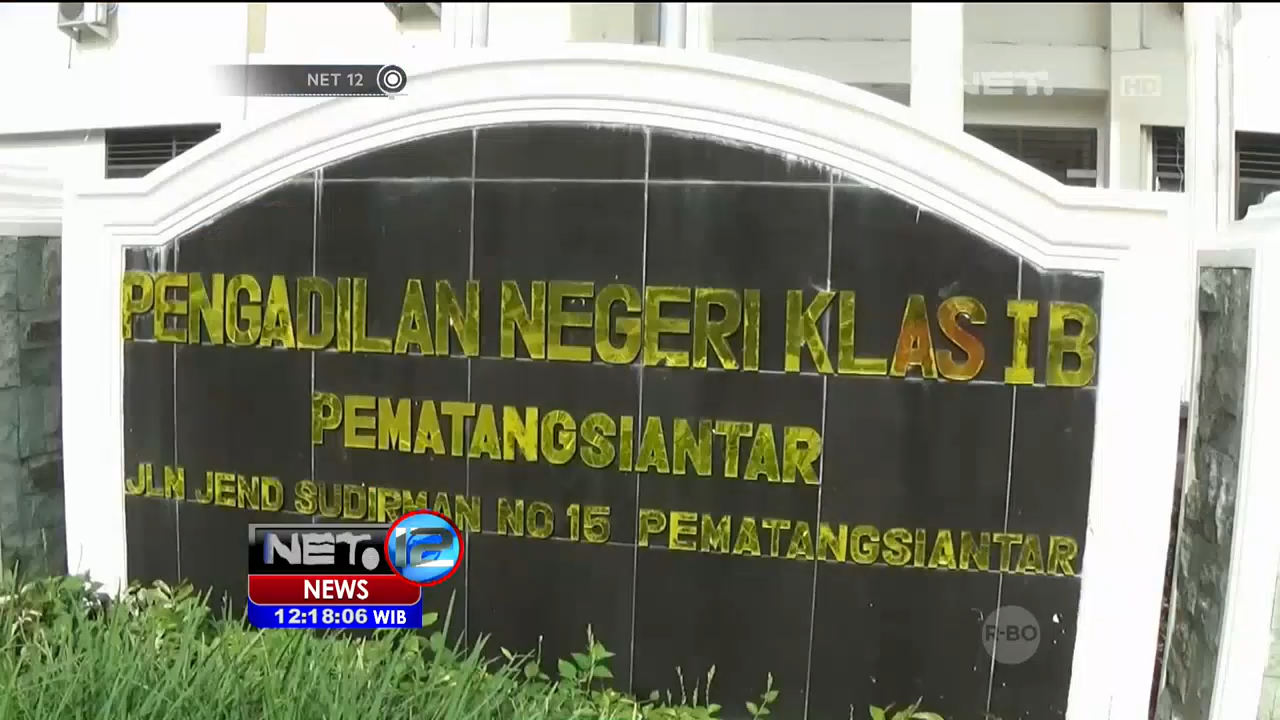 NET 12
NET.
HD
PENGADILAN NEGERI KLAS IB
PEMATANGSIANTAR
JLN JEND SUDIRMAN NO 15 PEMATANGSIANTAR
NET. 12
NEWS
12:18:06 WIB
R-BO